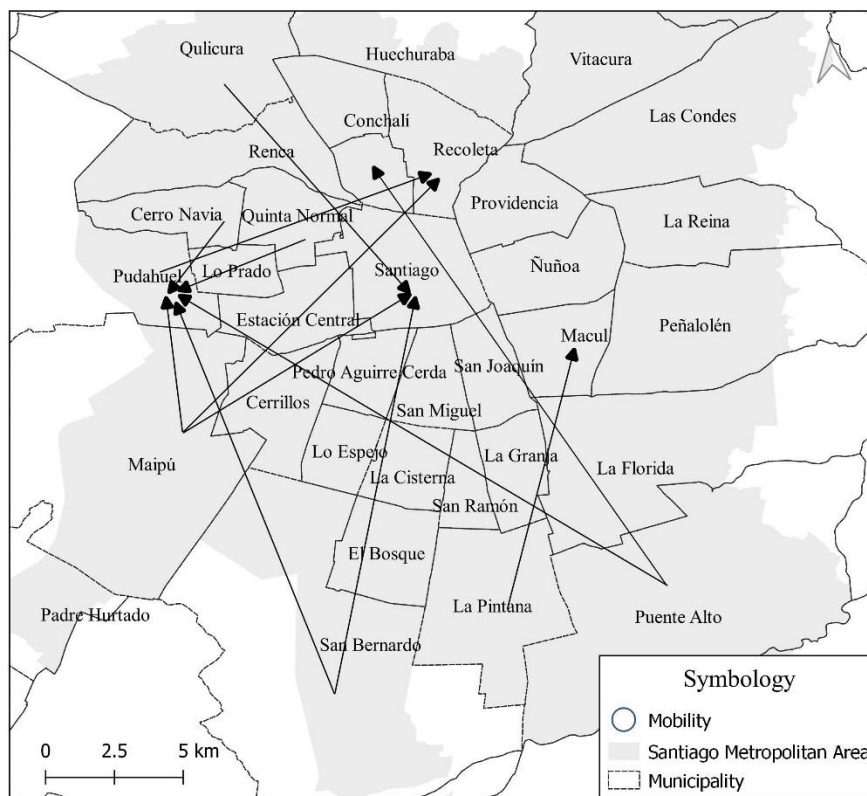 Qulicura
Huechuraba
Vitacura
Conchalí
Las Condes
Renca
Recoleta
Cerro Navia
Quinta Normal
Providencia
La Reina
Pudahuel
Lo Prado
Santiago
Ñuñoa
Estación Central
Macul
Peñalolén
Pedro Aguirre Cerda
San Joaquín
Cerrillos
San Miguel
Maipú
Lo Espejo
La Granja
La Florida
La Cisterna
San Ramón
El Bosque
La Pintana
Padre Hurtado
Puente Alto
San Bernardo
Symbology
Mobility
Santiago Metropolitan Area
Municipality
0 2.5 5 km